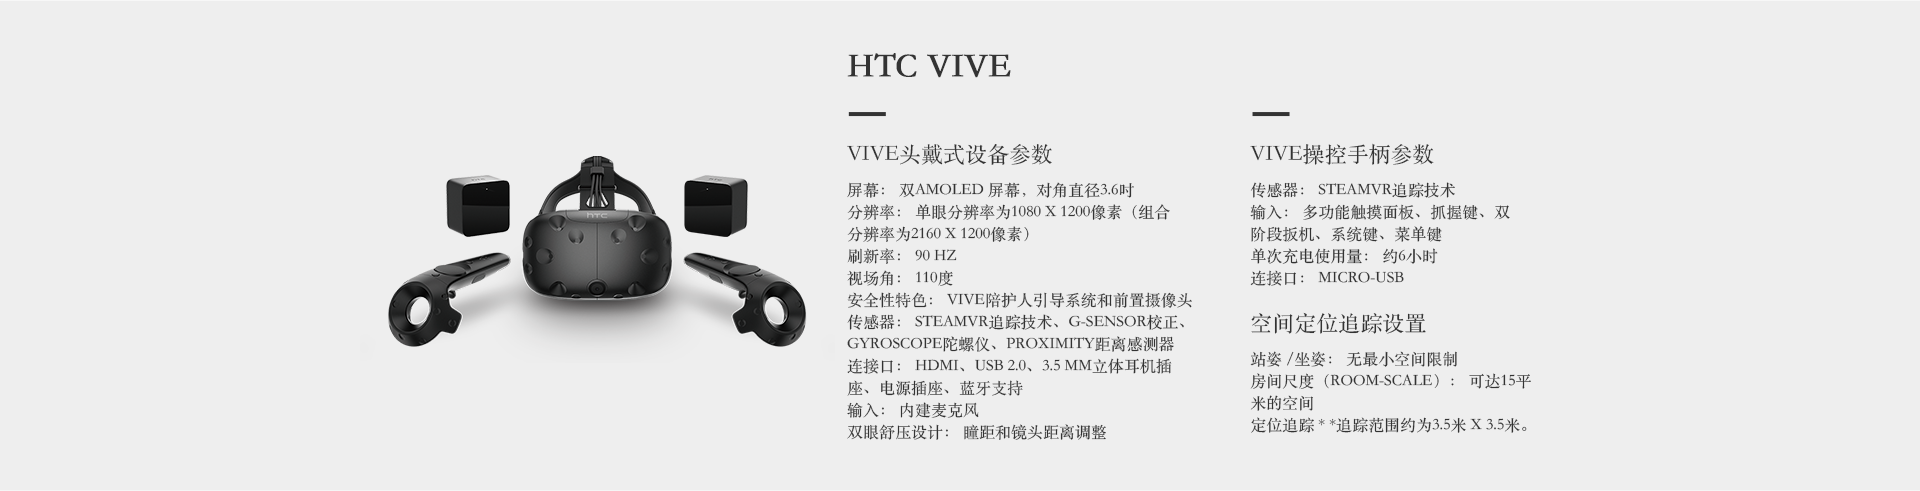 HTC VIVE
VIVE头戴式设备参数
屏幕： 双AMOLED 屏幕，对角直径3.6吋
分辨率： 单眼分辨率为1080 X 1200像素（组合
分辨率为2160 X 1200像素）
刷新率： 90 HZ
视场角： 110度
安全性特色： VIVE陪护人引导系统和前置摄像头
传感器： STEAMVR追踪技术、G-SENSOR校正、
GYROSCOPE陀螺仪、PROXIMITY距离感测器
连接口： HDMI、USB 2.0、3.5 MM立体耳机插
座、电源插座、蓝牙支持
输入： 内建麦克风
双眼舒压设计： 瞳距和镜头距离调整
VIVE操控手柄参数
传感器： STEAMVR追踪技术
输入： 多功能触摸面板、抓握键、双
阶段扳机、系统键、菜单键
单次充电使用量： 约6小时
连接口： MICRO-USB
空间定位追踪设置
站姿 /坐姿： 无最小空间限制
房间尺度（ROOM-SCALE）： 可达15平
米的空间
定位追踪 * *追踪范围约为3.5米 X 3.5米。
hTC